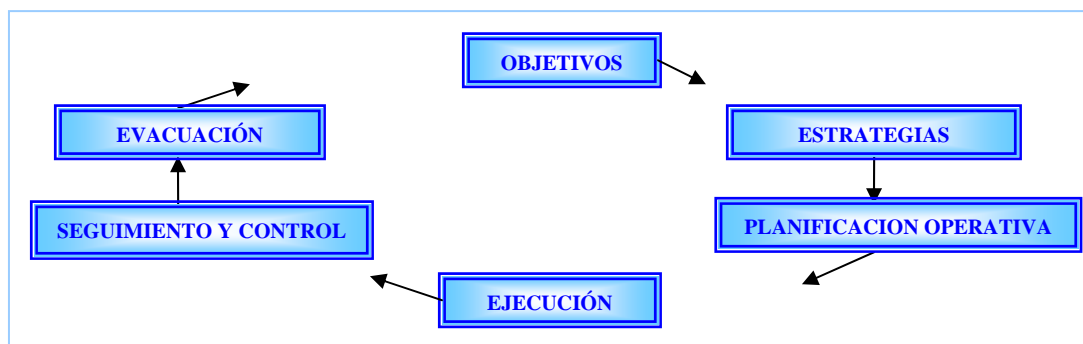 OBJETIVOS
EVACUACIÓN
ESTRATEGIAS
SEGUIMIENTO Y CONTROL
PLANIFICACION OPERATIVA
EJECUCIÓN